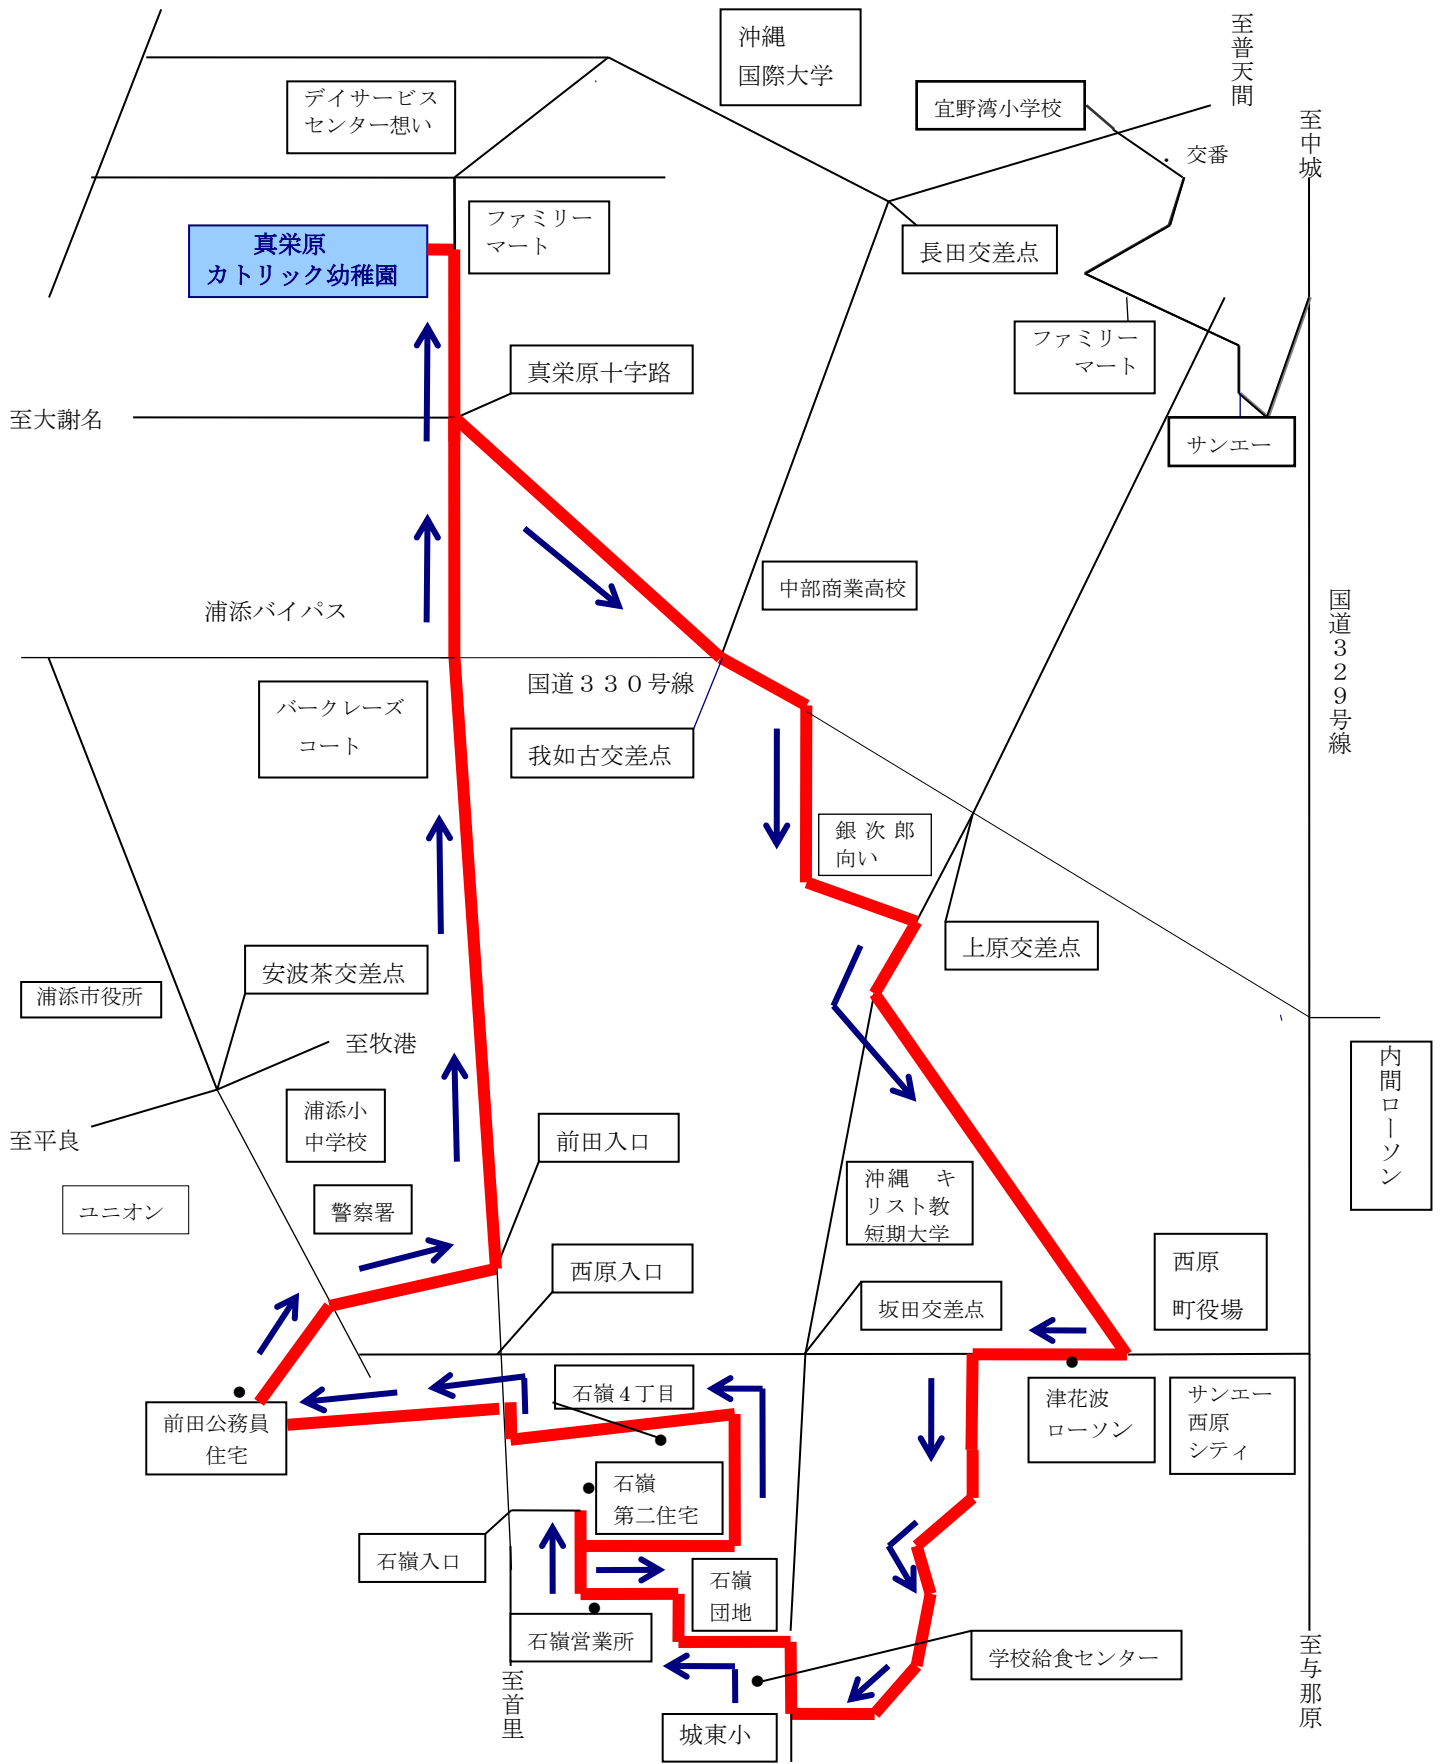 沖縄
国際大学
至普天間
デイサービス
センター想い
宜野湾小学校
至中城
交番
ファミリー
マート
真栄原
カトリック幼稚園
長田交差点
ファミリー
マート
真栄原十字路
至大謝名
サンエー
中部商業高校
浦添バイパス
国道３２９号線
国道３３０号線
バークレーズ
コート
我如古交差点
銀次郎
向い
上原交差点
安波茶交差点
浦添市役所
至牧港
内間ローソン
浦添小
中学校
至平良
前田入口
沖縄 キ
リスト教
短期大学
ユニオン
警察署
西原
町役場
西原入口
坂田交差点
石嶺４丁目
津花波
ローソン
サンエー
西原
シティ
前田公務員
住宅
石嶺
第二住宅
石嶺入口
石嶺
団地
石嶺営業所
学校給食センター
至首里
至与那原
城東小